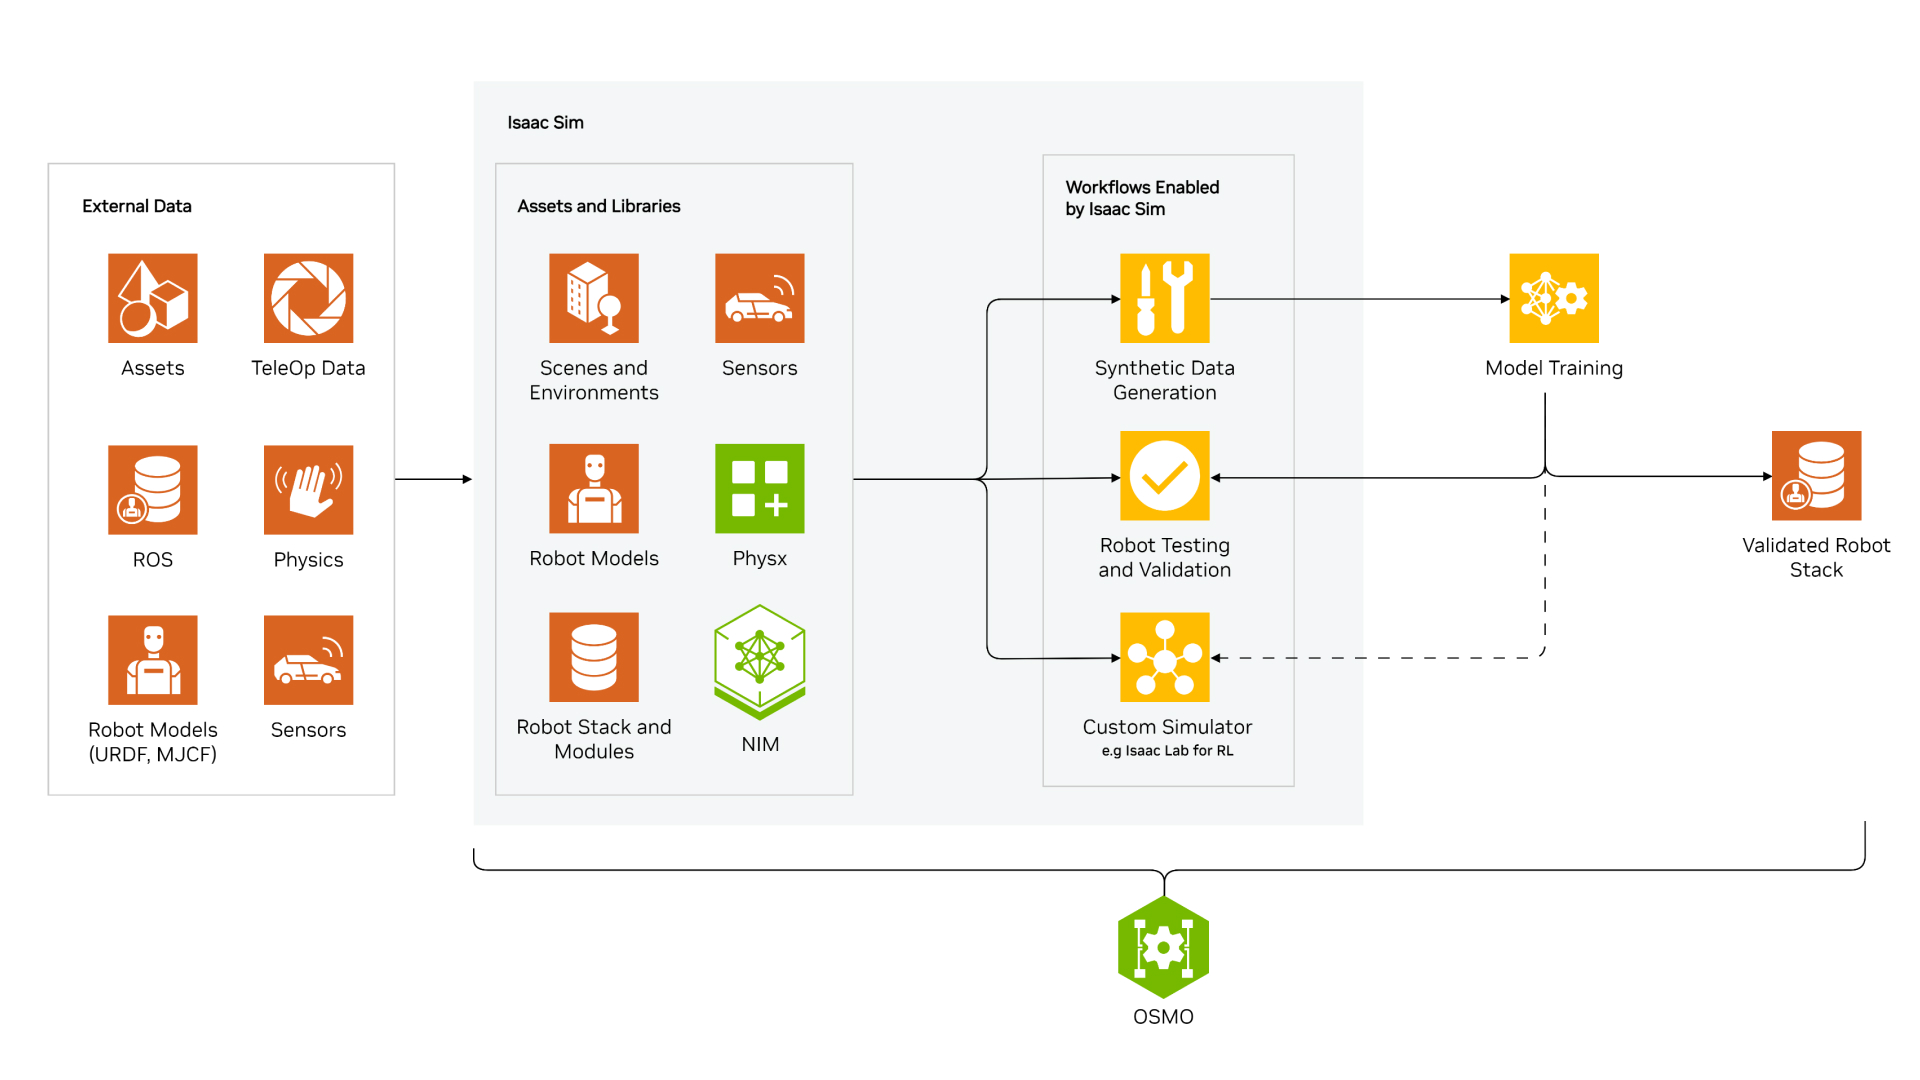 Isaac Sim
External Data
Assets
TeleOp Data
ROS
Physics
Robot Models
(URDF, MJCF)
Sensors
Assets and Libraries
Scenes and
Environments
Sensors
Robot Models
Physx
Robot Stack and
Modules
NIM
Workflows Enabled
by Isaac Sim
Synthetic Data
Generation
Robot Testing
and Validation
Custom Simulator
e.g Isaac Lab for RL
Model Training
Validated Robot
Stack
OSMO